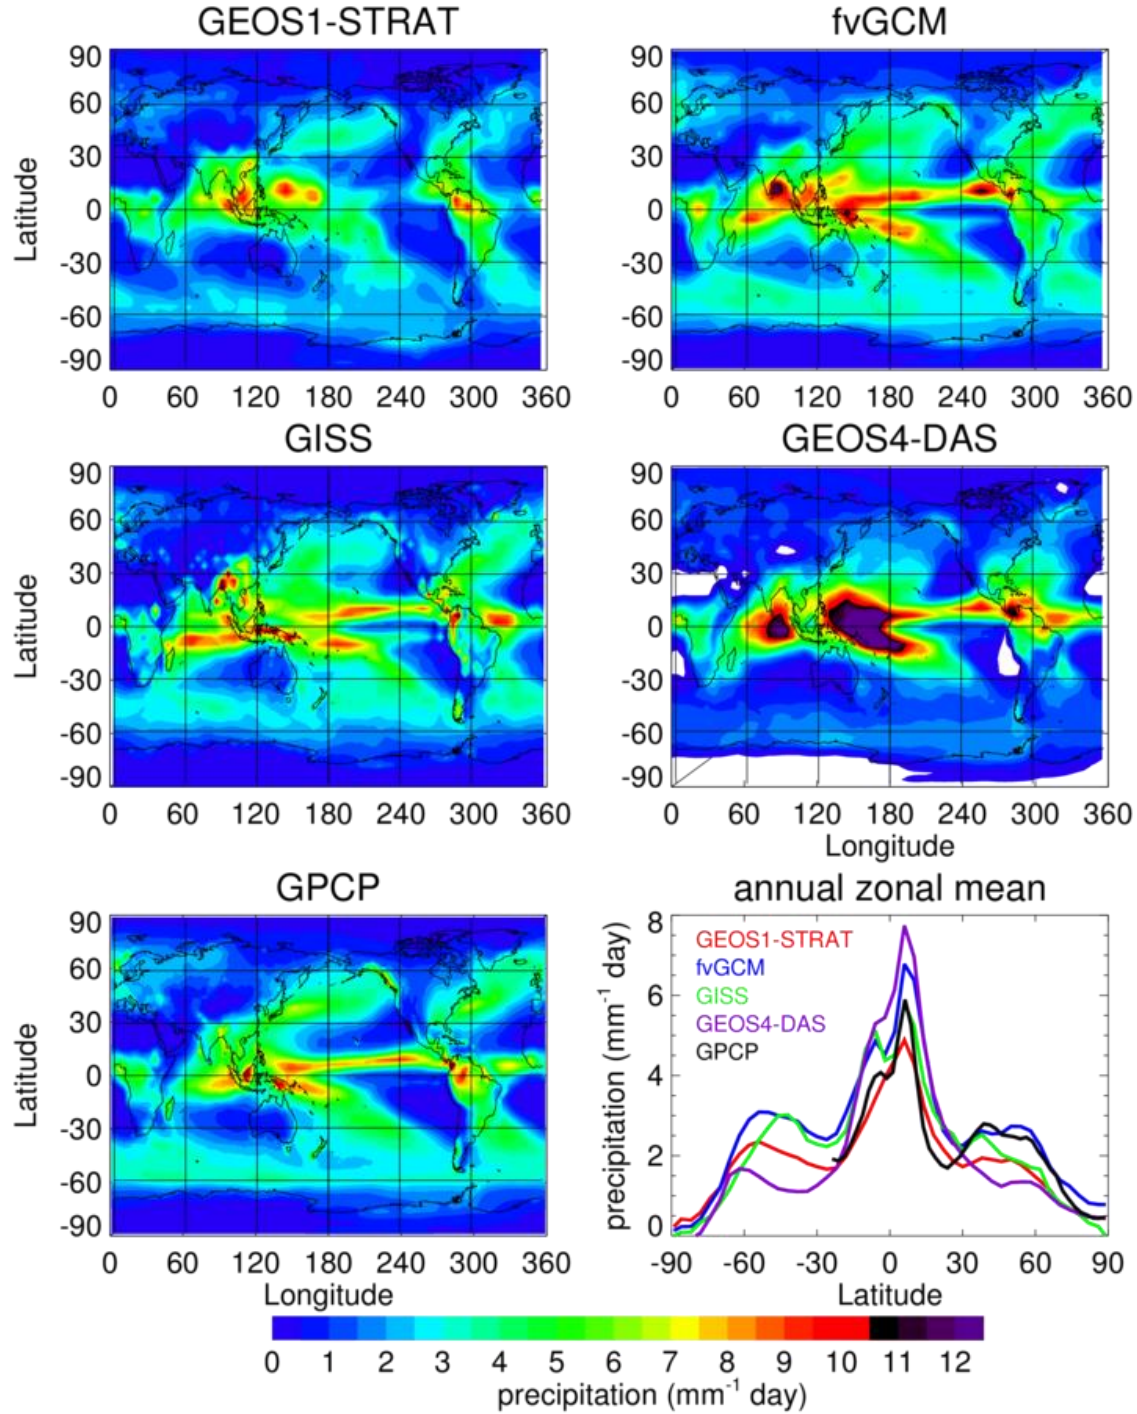 GEOS1-STRAT
fvGCM
90
60
30
0
-30
-60
-90
Latitude
0 60 120 180 240 300 360
90
60
30
0
-30
-60
-90
0 60 120 180 240 300 360
GISS
GEOS4-DAS
90
60
30
0
-30
-60
-90
Latitude
0 60 120 180 240 300 360
90
60
30
0
-30
-60
-90
0 60 120 180 240 300 360
Longitude
GPCP
annual zonal mean
90
60
30
0
-30
-60
-90
Latitude
0 60 120 180 240 300 360
Longitude
8
6
4
2
0
precipitation (mm⁻¹ day)
GEOS1-STRAT
fvGCM
GISS
GEOS4-DAS
GPCP
-90 -60 -30 0 30 60 90
Latitude
0 1 2 3 4 5 6 7 8 9 10 11 12
precipitation (mm⁻¹ day)